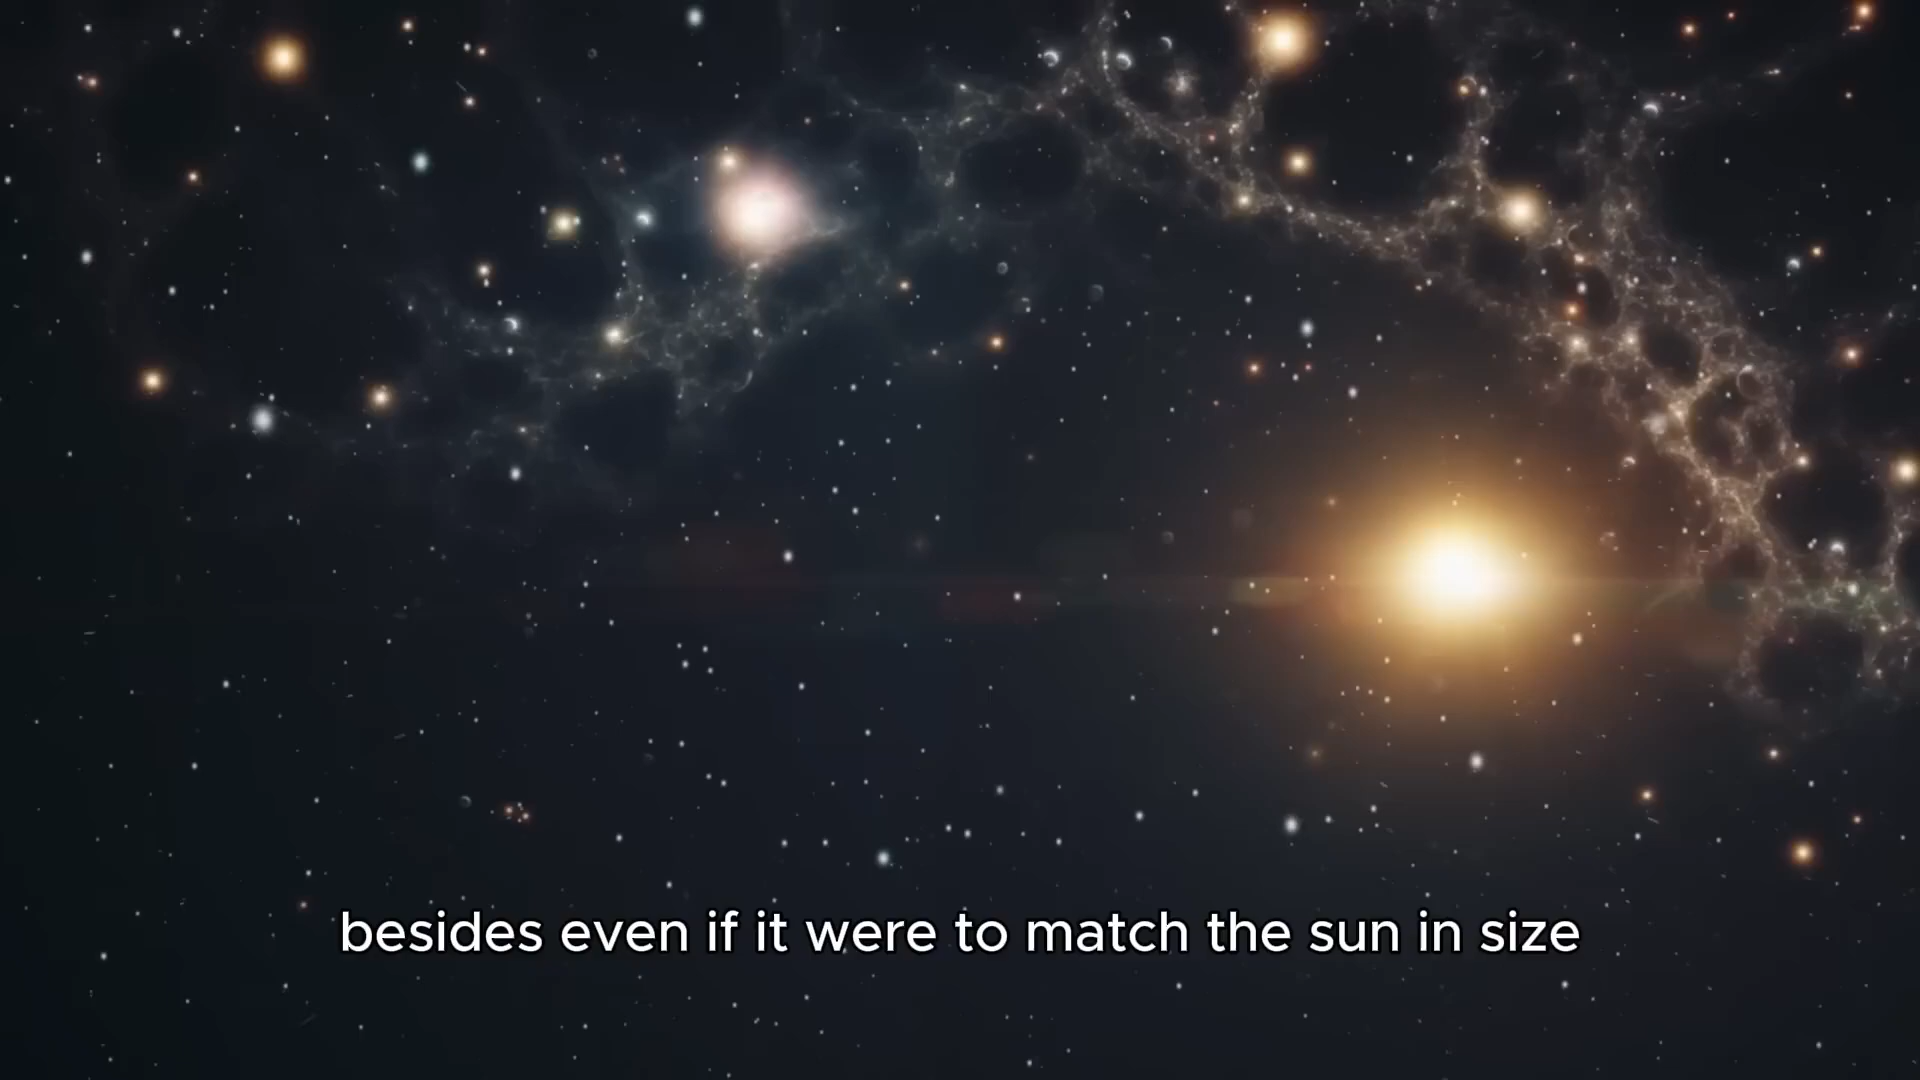 besides even if it were to match the sun in size